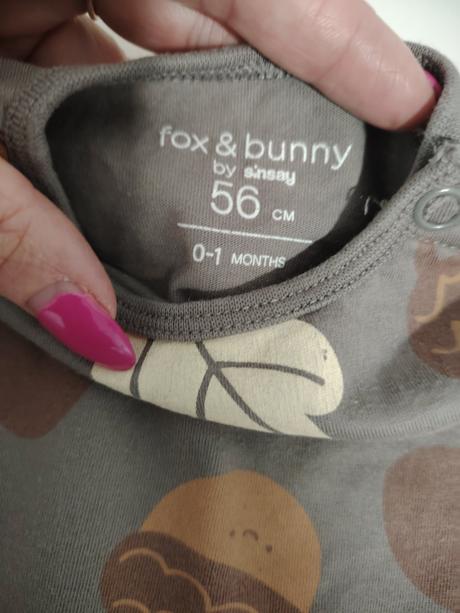 fox & bunny
by sinsay
56 CM
0-1 MONTHS